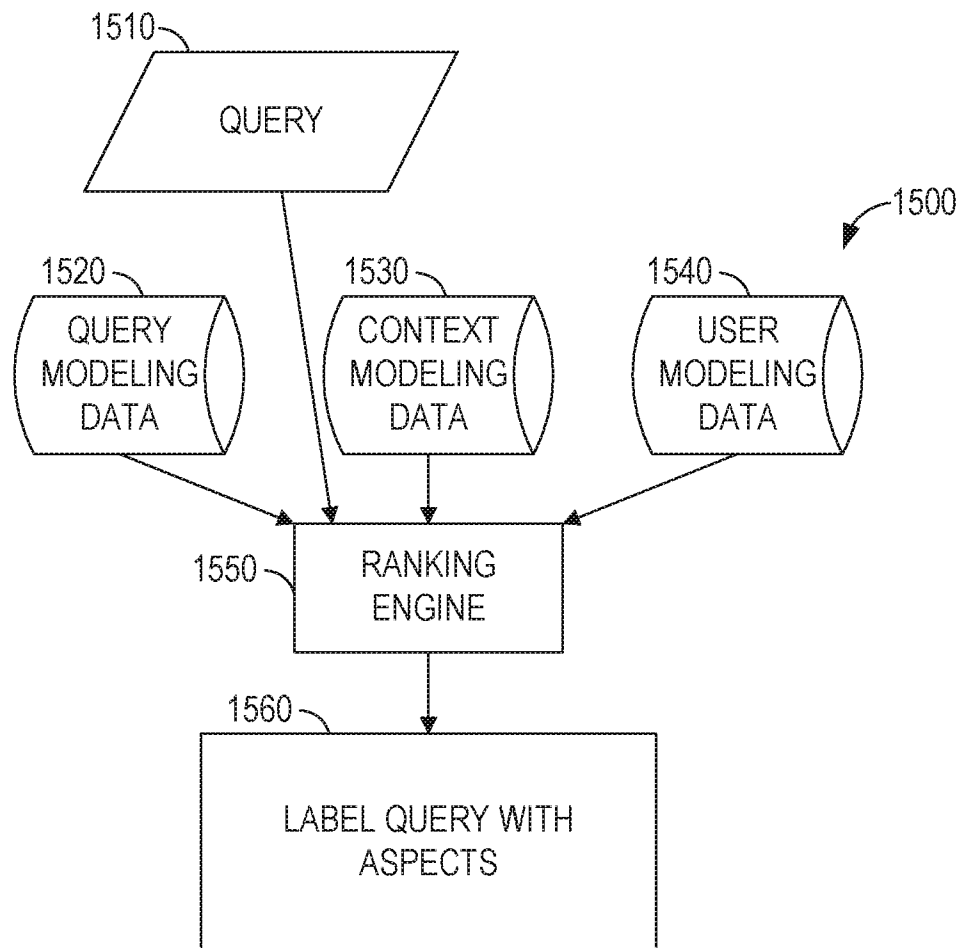 1510
QUERY
1500
1520
1530
1540
QUERY
MODELING
DATA
CONTEXT
MODELING
DATA
USER
MODELING
DATA
1550
RANKING
ENGINE
1560
LABEL QUERY WITH
ASPECTS